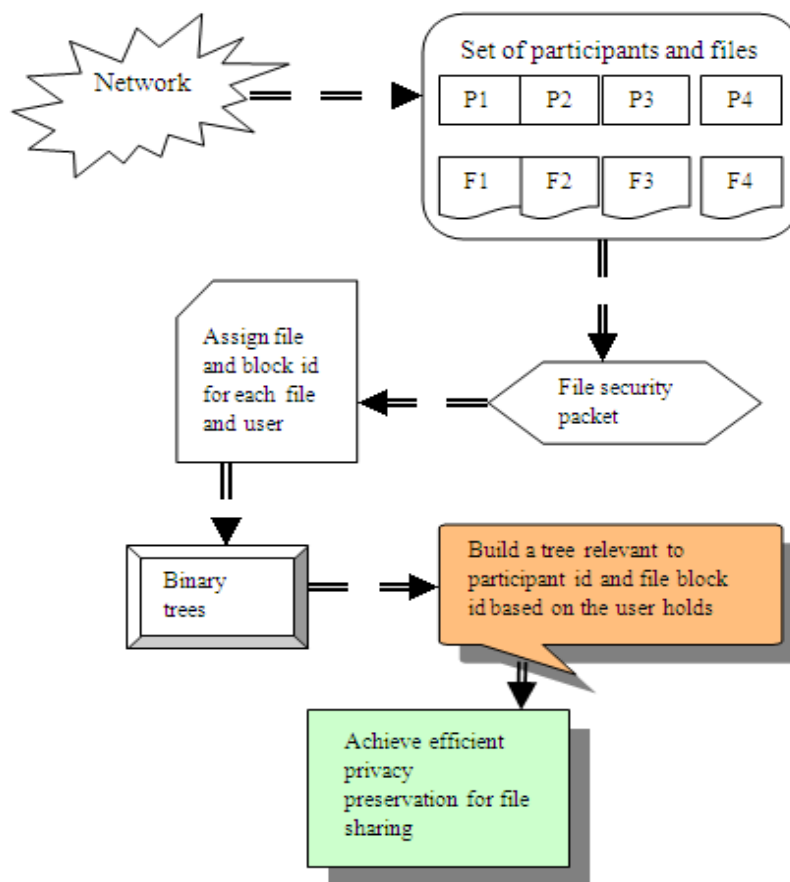 Network
Set of participants and files
P1 P2 P3 P4
F1 F2 F3 F4
File security
packet
Assign file
and block id
for each file
and user
Binary
trees
Build a tree relevant to
participant id and file block
id based on the user holds
Achieve efficient
privacy
preservation for file
sharing